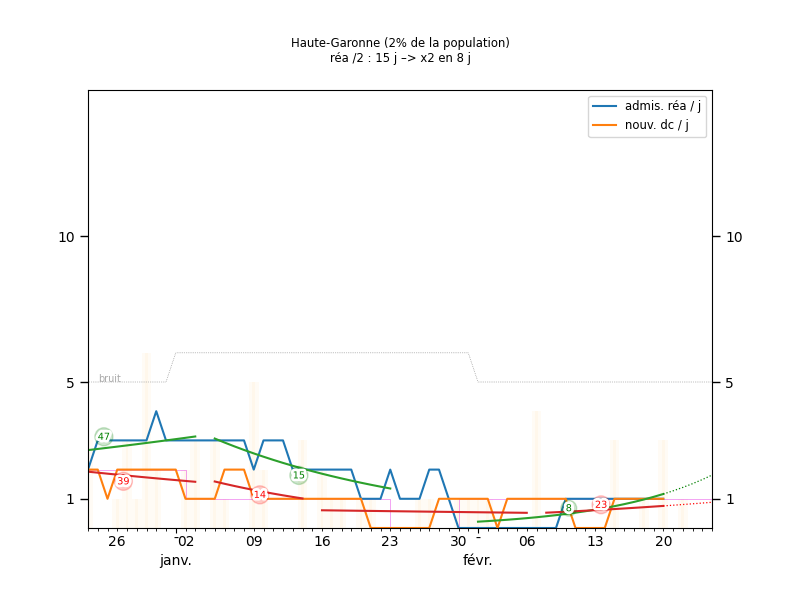 Haute-Garonne (2% de la population)
réa /2 : 15 j –> x2 en 8 j
admis. réa / j
nouv. dc / j
10 10
bruit
5 5
47
39
14
15
8
23
1 1
26 02 09 16 23 30 06 13 20
janv. févr.